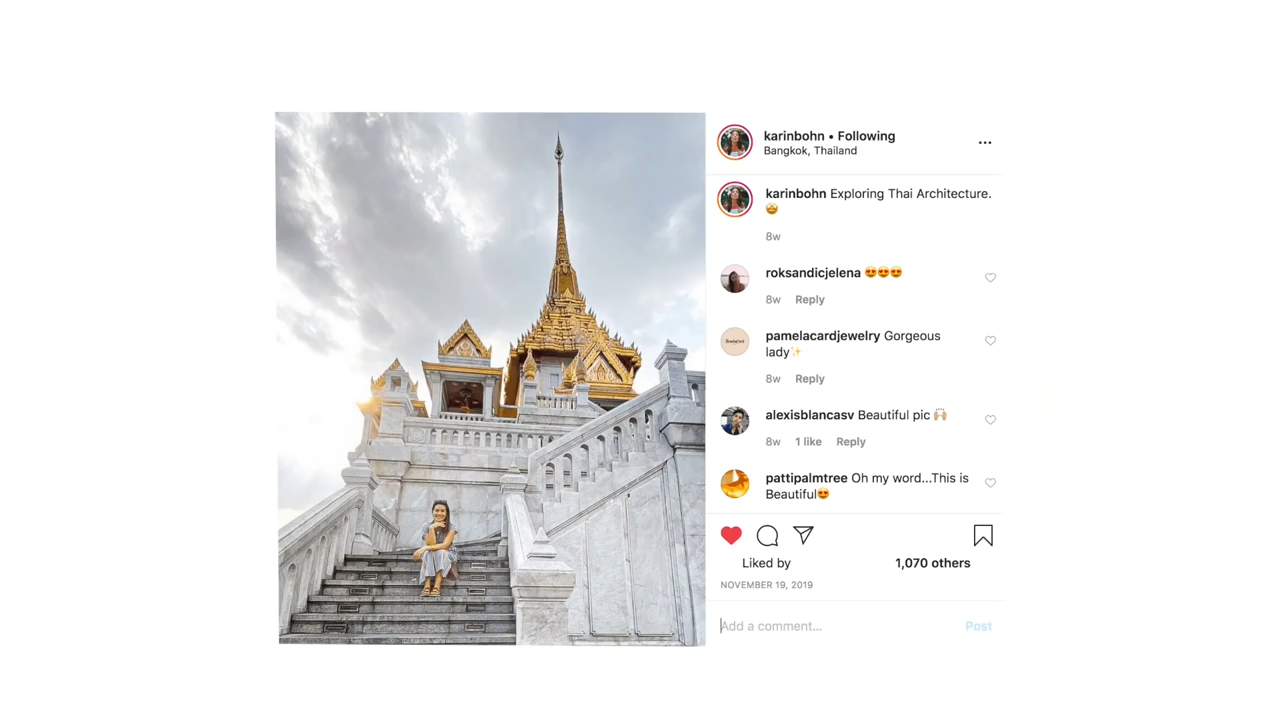 karinbohn • Following
Bangkok, Thailand
karinbohn Exploring Thai Architecture.
🤩
8w
roksandicjelena 😍😍😍
8w Reply
pamelacardjewelry Gorgeous
lady✨
8w Reply
alexisblancasv Beautiful pic 🙌🏼
8w 1 like Reply
pattipalmtree Oh my word...This is
Beautiful😍
Liked by 1,070 others
NOVEMBER 19, 2019
Add a comment... Post